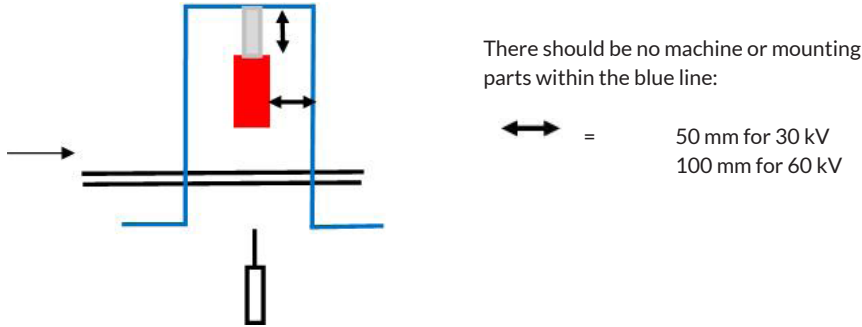 There should be no machine or mounting
parts within the blue line:
= 50 mm for 30 kV
100 mm for 60 kV